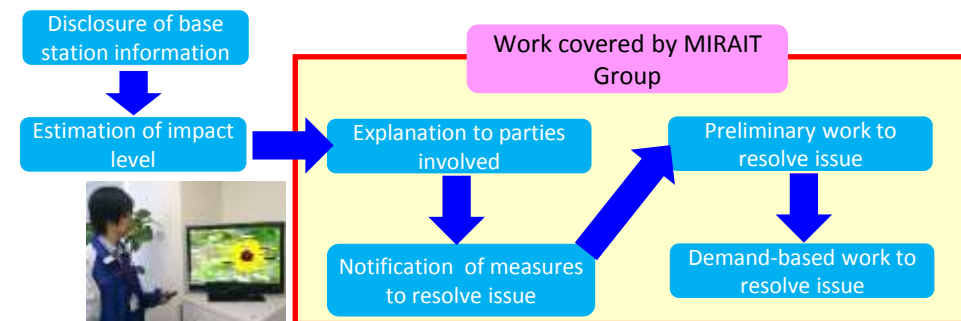 Disclosure of base
station information
Work covered by MIRAIT
Group
Estimation of impact
level
Explanation to parties
involved
Preliminary work to
resolve issue
Notification  of measures
to resolve issue
Demand-based work to
resolve issue